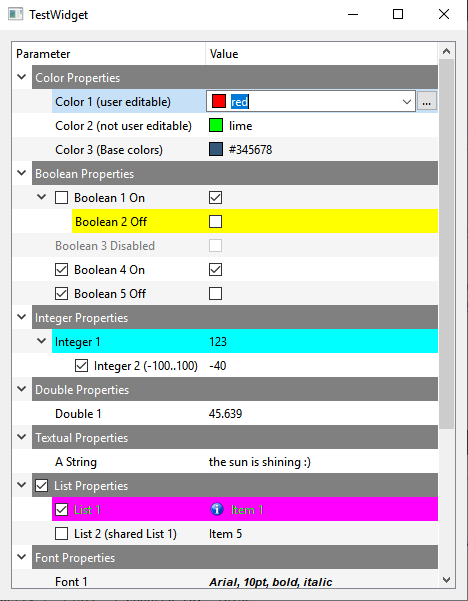 TestWidget
Parameter Value
Color Properties
Color 1 (user editable) red ...
Color 2 (not user editable) lime
Color 3 (Base colors) #345678
Boolean Properties
Boolean 1 On
Boolean 2 Off
Boolean 3 Disabled
Boolean 4 On
Boolean 5 Off
Integer Properties
Integer 1 123
Integer 2 (-100..100) -40
Double Properties
Double 1 45.639
Textual Properties
A String the sun is shining :)
List Properties
List 1 Item 1
List 2 (shared List 1) Item 5
Font Properties
Font 1 Arial, 10pt, bold, italic